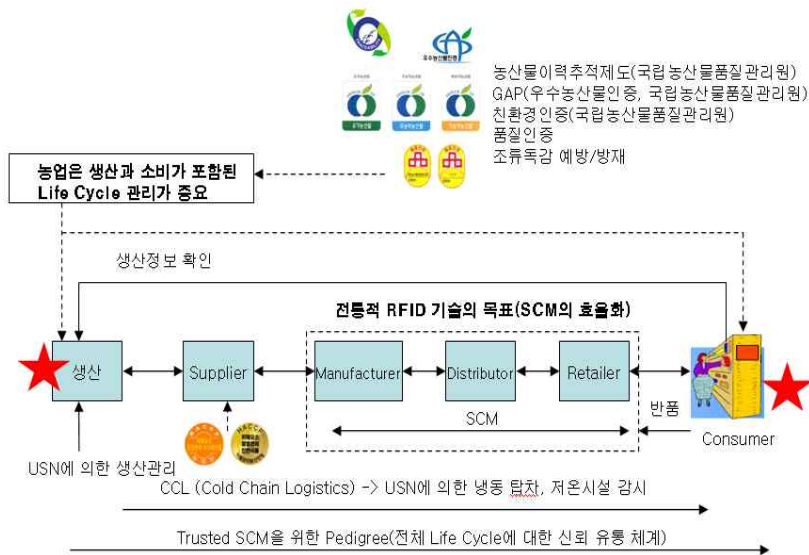 농산물이력추적제도(국립농산물품질관리원)
GAP(우수농산물인증, 국립농산물품질관리원)
친환경인증(국립농산물품질관리원)
품질인증
조류독감 예방/방재
농업은 생산과 소비가 포함된
Life Cycle 관리가 중요
생산정보 확인
전통적 RFID 기술의 목표(SCM의 효율화)
생산
Supplier
Manufacturer
Distributor
Retailer
SCM
반품
Consumer
HACCP
HACCP
USN에 의한 생산관리
CCL (Cold Chain Logistics) -> USN에 의한 냉동 탑차, 저온시설 감시
Trusted SCM을 위한 Pedigree(전체 Life Cycle에 대한 신뢰 유통 체계)